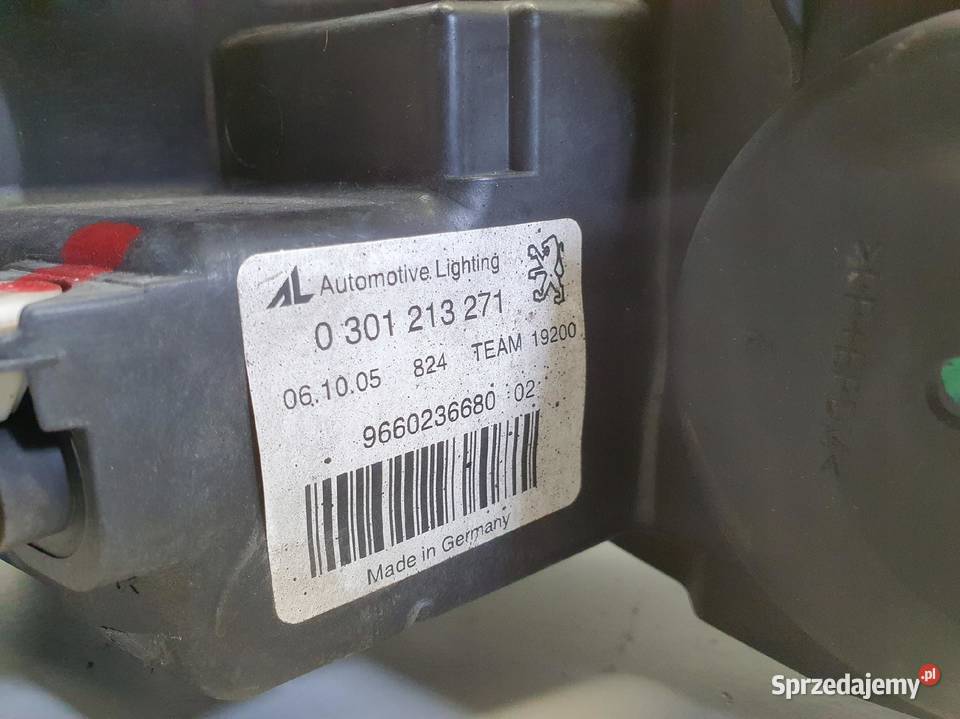 AL Automotive Lighting
0 301 213 271
06.10.05 824 TEAM 19200
9660236680 02
Made in Germany
Sprzedajemy.pl